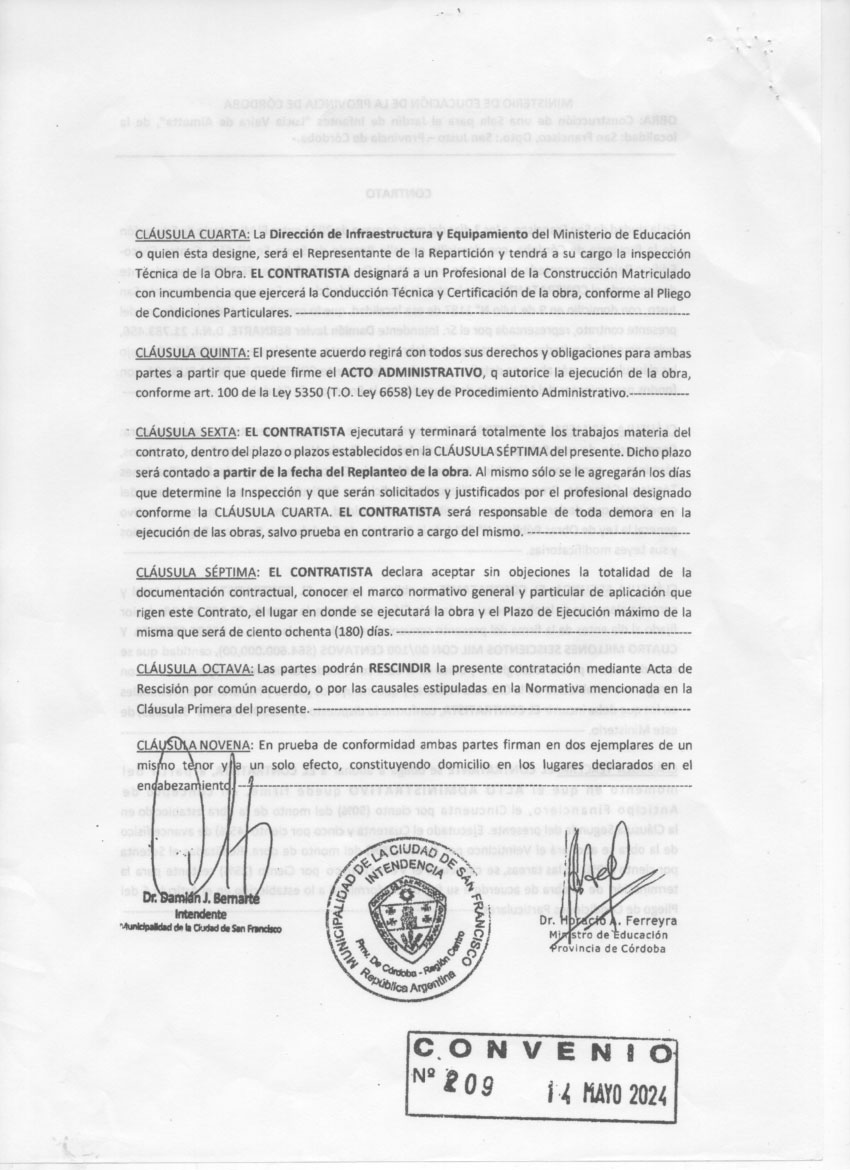 CLÁUSULA CUARTA: La Dirección de Infraestructura y Equipamiento del Ministerio de Educación
o quien ésta designe, será el Representante de la Repartición y tendrá a su cargo la inspección
Técnica de la Obra. EL CONTRATISTA designará a un Profesional de la Construcción Matriculado
con incumbencia que ejercerá la Conducción Técnica y Certificación de la obra, conforme al Pliego
de Condiciones Particulares. ------------------------------------------------------------
CLÁUSULA QUINTA: El presente acuerdo regirá con todos sus derechos y obligaciones para ambas
partes a partir que quede firme el ACTO ADMINISTRATIVO, q autorice la ejecución de la obra,
conforme art. 100 de la Ley 5350 (T.O. Ley 6658) Ley de Procedimiento Administrativo.--------------
CLÁUSULA SEXTA: EL CONTRATISTA ejecutará y terminará totalmente los trabajos materia del
contrato, dentro del plazo o plazos establecidos en la CLÁUSULA SÉPTIMA del presente. Dicho plazo
será contado a partir de la fecha del Replanteo de la obra. Al mismo sólo se le agregarán los días
que determine la Inspección y que serán solicitados y justificados por el profesional designado
conforme la CLÁUSULA CUARTA. EL CONTRATISTA será responsable de toda demora en la
ejecución de las obras, salvo prueba en contrario a cargo del mismo. --------------------------------
CLÁUSULA SÉPTIMA: EL CONTRATISTA declara aceptar sin objeciones la totalidad de la
documentación contractual, conocer el marco normativo general y particular de aplicación que
rigen este Contrato, el lugar en donde se ejecutará la obra y el Plazo de Ejecución máximo de la
misma que será de ciento ochenta (180) días. ------------------------------------------------------------
CLÁUSULA OCTAVA: Las partes podrán RESCINDIR la presente contratación mediante Acta de
Rescisión por común acuerdo, o por las causales estipuladas en la Normativa mencionada en la
Cláusula Primera del presente. ------------------------------------------------------------
CLÁUSULA NOVENA: En prueba de conformidad ambas partes firman en dos ejemplares de un
mismo tenor y a un solo efecto, constituyendo domicilio en los lugares declarados en el
encabezamiento.------------------------------------------------------------
Dr. Damián J. Bernarte
Intendente
Municipalidad de la Ciudad de San Francisco
MUNICIPALIDAD DE LA CIUDAD DE SAN FRANCISCO
INTENDENCIA
Prov. De Córdoba - Región Centro
República Argentina
Dr. Horacio A. Ferreyra
Ministro de Educación
Provincia de Córdoba
CONVENIO
Nº 209 14 MAYO 2024